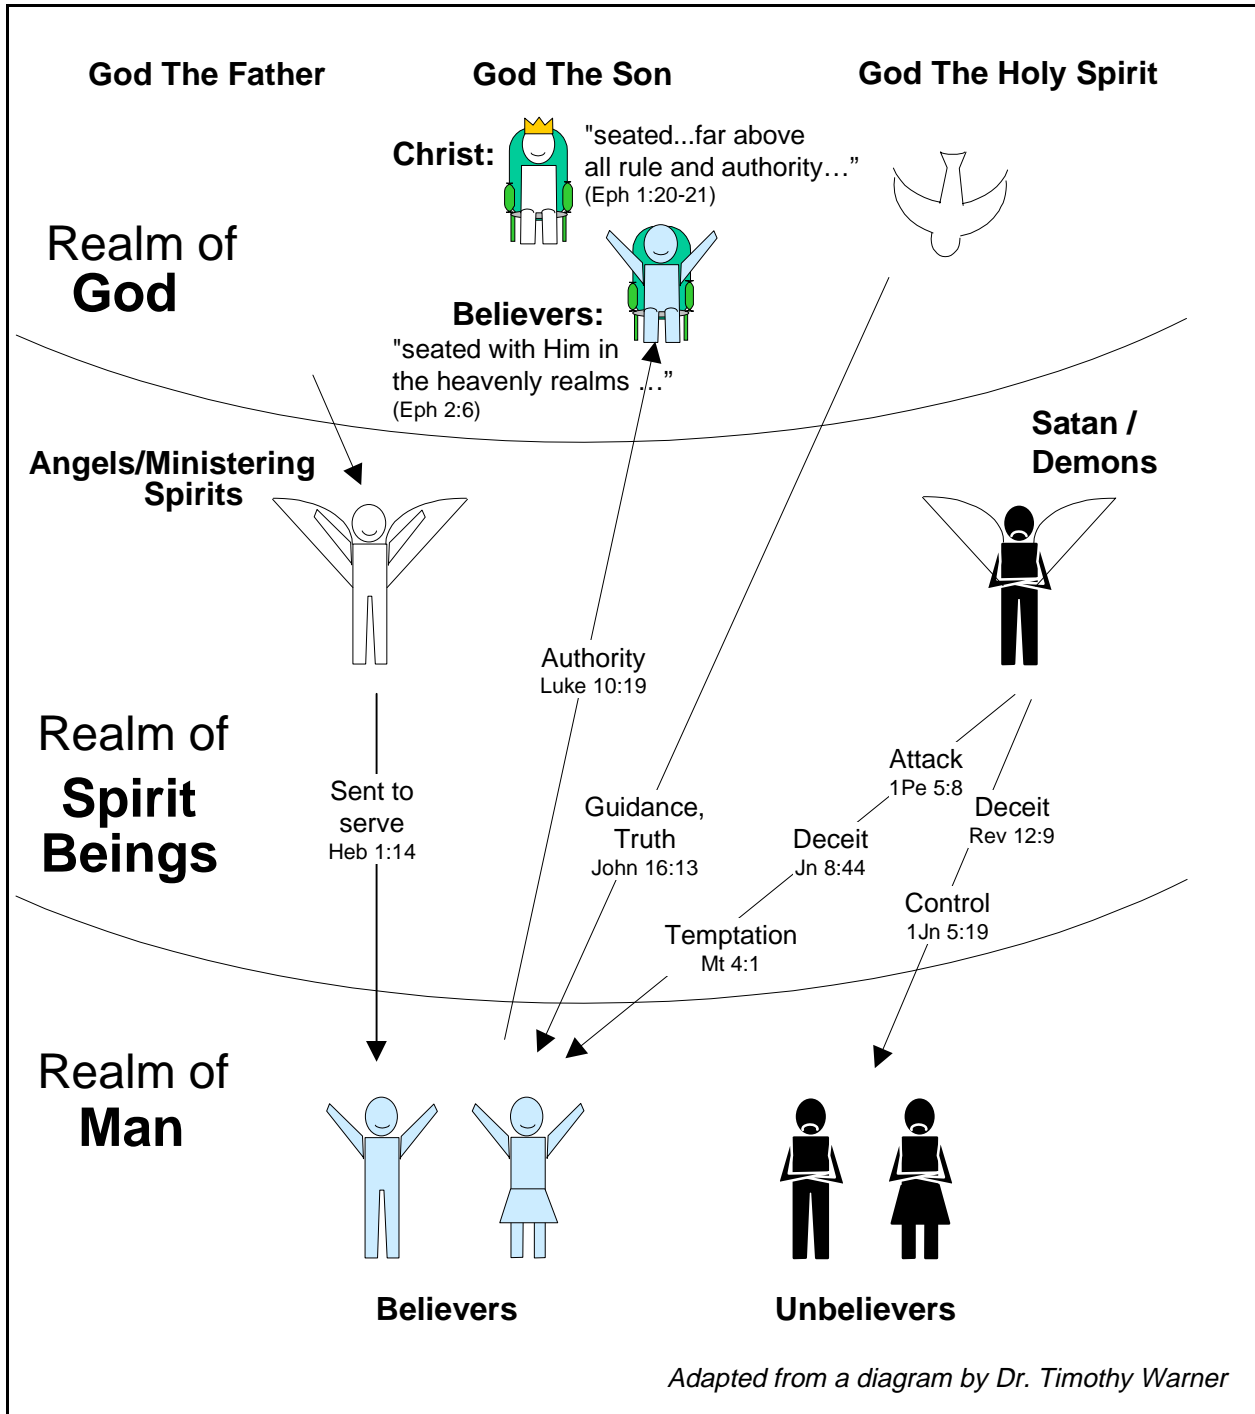 God The Father
God The Son
God The Holy Spirit
Christ:
"seated...far above
all rule and authority…”
(Eph 1:20-21)
Realm of
God
Believers:
"seated with Him in
the heavenly realms …”
(Eph 2:6)
Angels/Ministering
Spirits
Satan /
Demons
Authority
Luke 10:19
Realm of
Spirit
Beings
Sent to
serve
Heb 1:14
Guidance,
Truth
John 16:13
Attack
1Pe 5:8
Deceit
Jn 8:44
Temptation
Mt 4:1
Deceit
Rev 12:9
Control
1Jn 5:19
Realm of
Man
Believers
Unbelievers
Adapted from a diagram by Dr. Timothy Warner